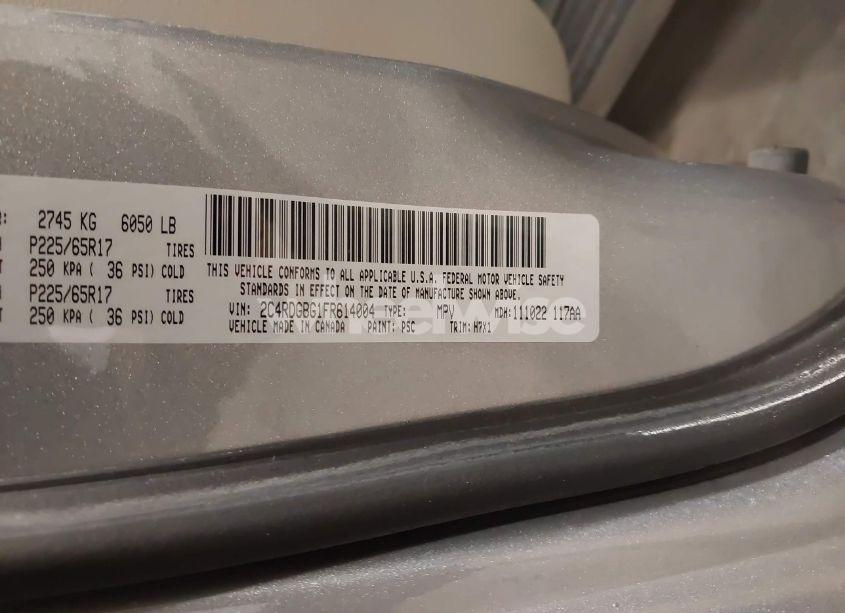 2745 KG 6050 LB
P225/65R17 TIRES
250 KPA ( 36 PSI) COLD
P225/65R17 TIRES
250 KPA ( 36 PSI) COLD
THIS VEHICLE CONFORMS TO ALL APPLICABLE U.S.A. FEDERAL MOTOR VEHICLE SAFETY
STANDARDS IN EFFECT ON THE DATE OF MANUFACTURE SHOWN ABOVE.
VIN: 2C4RDGBG1FR614004 TYPE: MPV MDH: 111022 117AA
VEHICLE MADE IN CANADA PAINT: PSC TRIM: H7X1
wheelwise